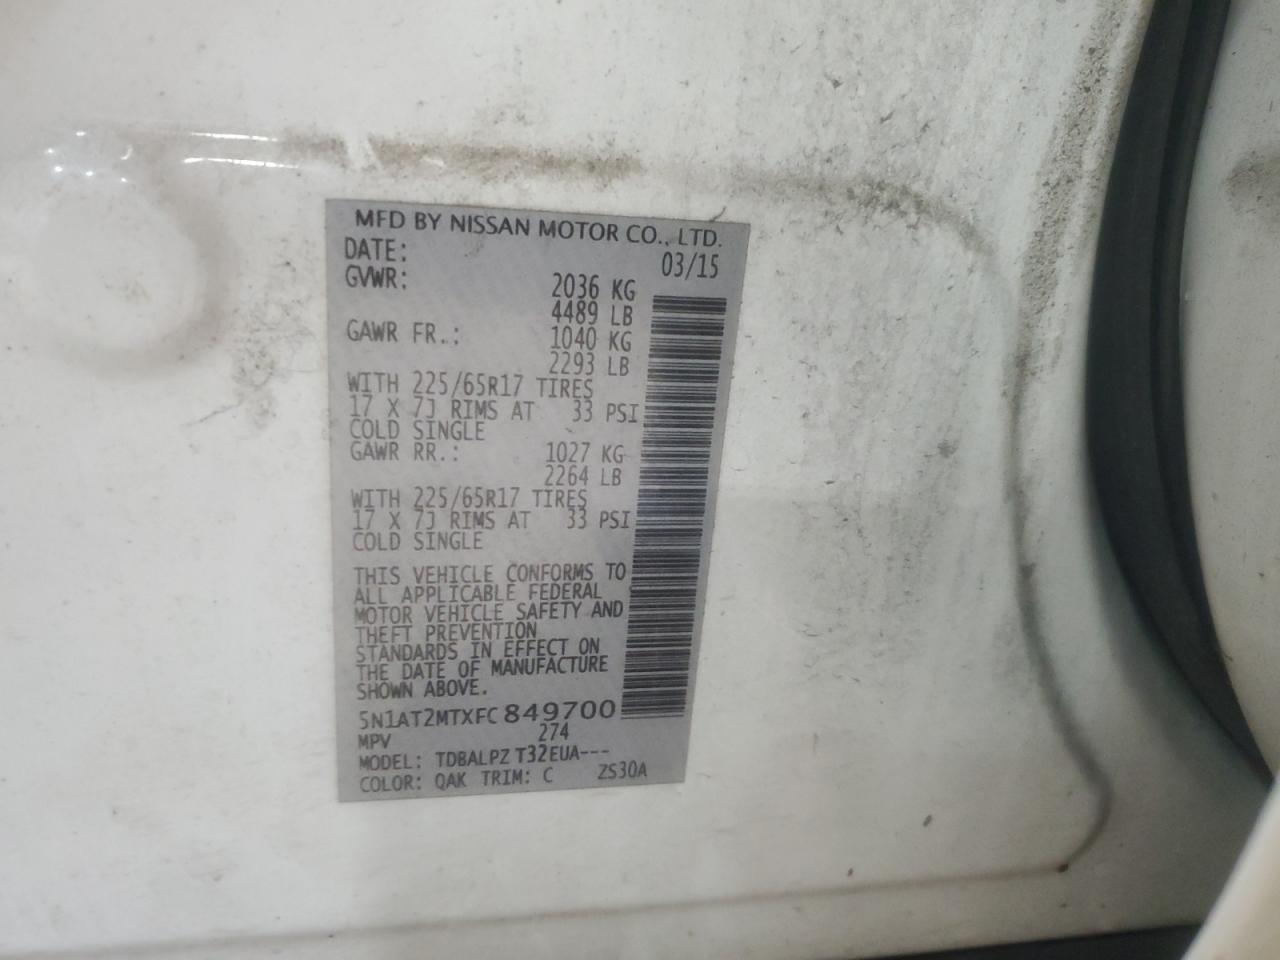 MFD BY NISSAN MOTOR CO., LTD.
DATE: 03/15
GVWR: 2036 KG
4489 LB
GAWR FR.: 1040 KG
2293 LB
WITH 225/65R17 TIRES
17 X 7J RIMS AT 33 PSI
COLD SINGLE
GAWR RR.: 1027 KG
2264 LB
WITH 225/65R17 TIRES
17 X 7J RIMS AT 33 PSI
COLD SINGLE
THIS VEHICLE CONFORMS TO
ALL APPLICABLE FEDERAL
MOTOR VEHICLE SAFETY AND
THEFT PREVENTION
STANDARDS IN EFFECT ON
THE DATE OF MANUFACTURE
SHOWN ABOVE.
5N1AT2MTXFC849700
MPV 274
MODEL: TDBALPZ T32EUA---
COLOR: QAK TRIM: C ZS30A